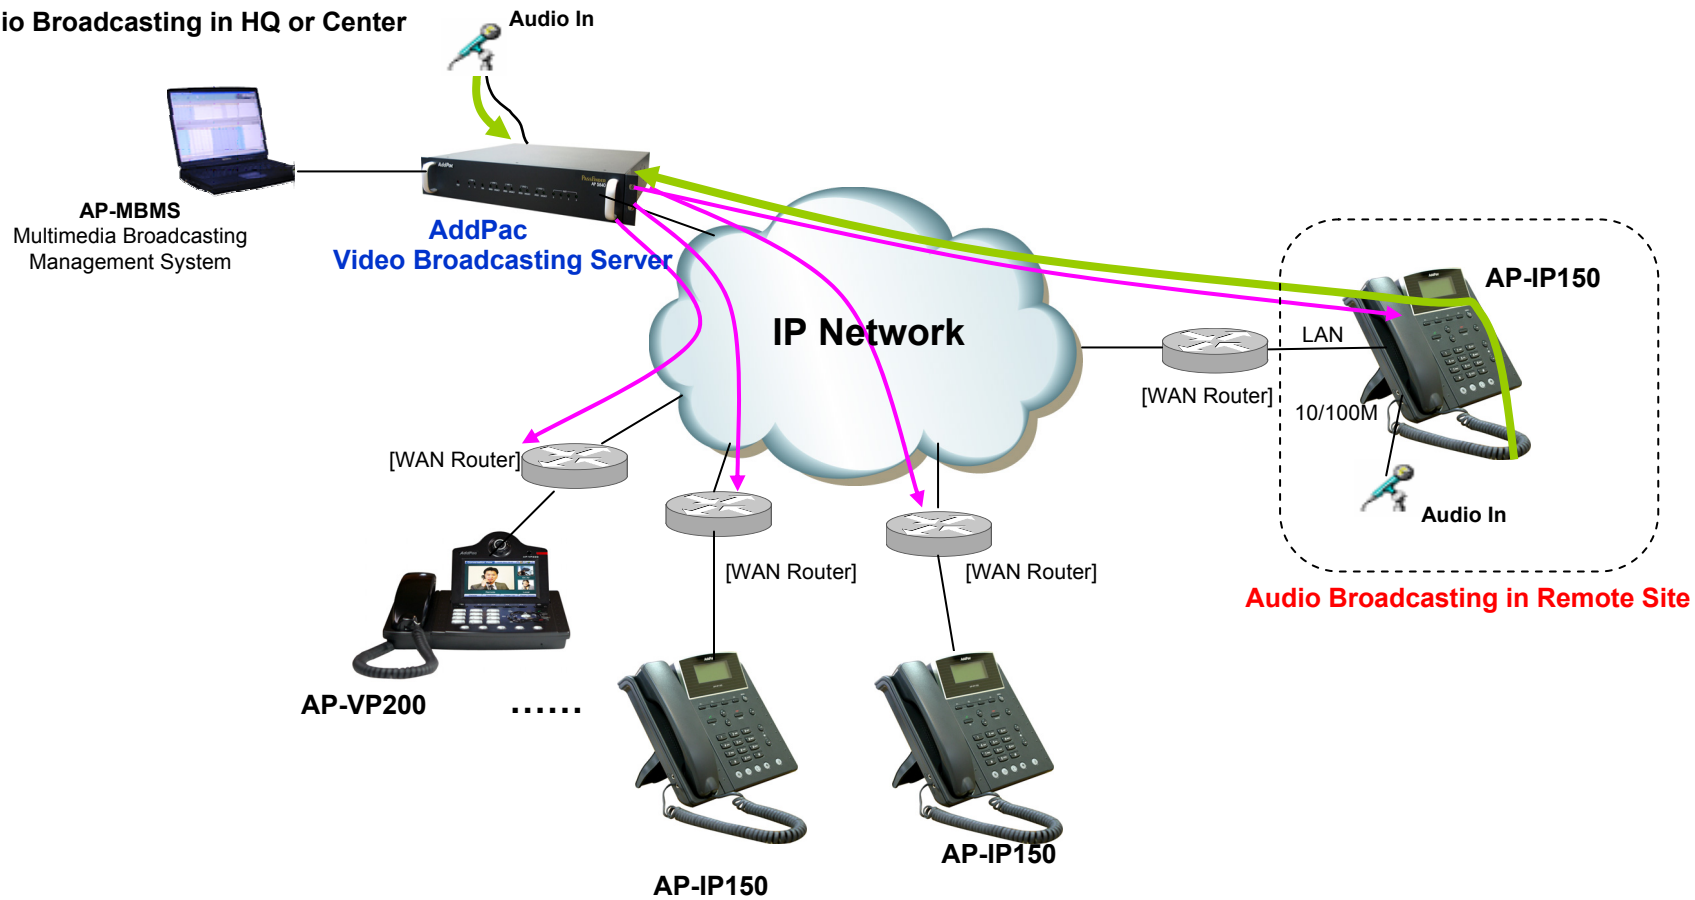 io Broadcasting in HQ or Center
Audio In
AddPac
AP-MBMS
Multimedia Broadcasting
Management System
AddPac
Video Broadcasting Server
IP Network
AP-IP150
LAN
[WAN Router]
10/100M
Audio In
[WAN Router]
[WAN Router]
[WAN Router]
Audio Broadcasting in Remote Site
AP-VP200
......
AP-IP150
AP-IP150